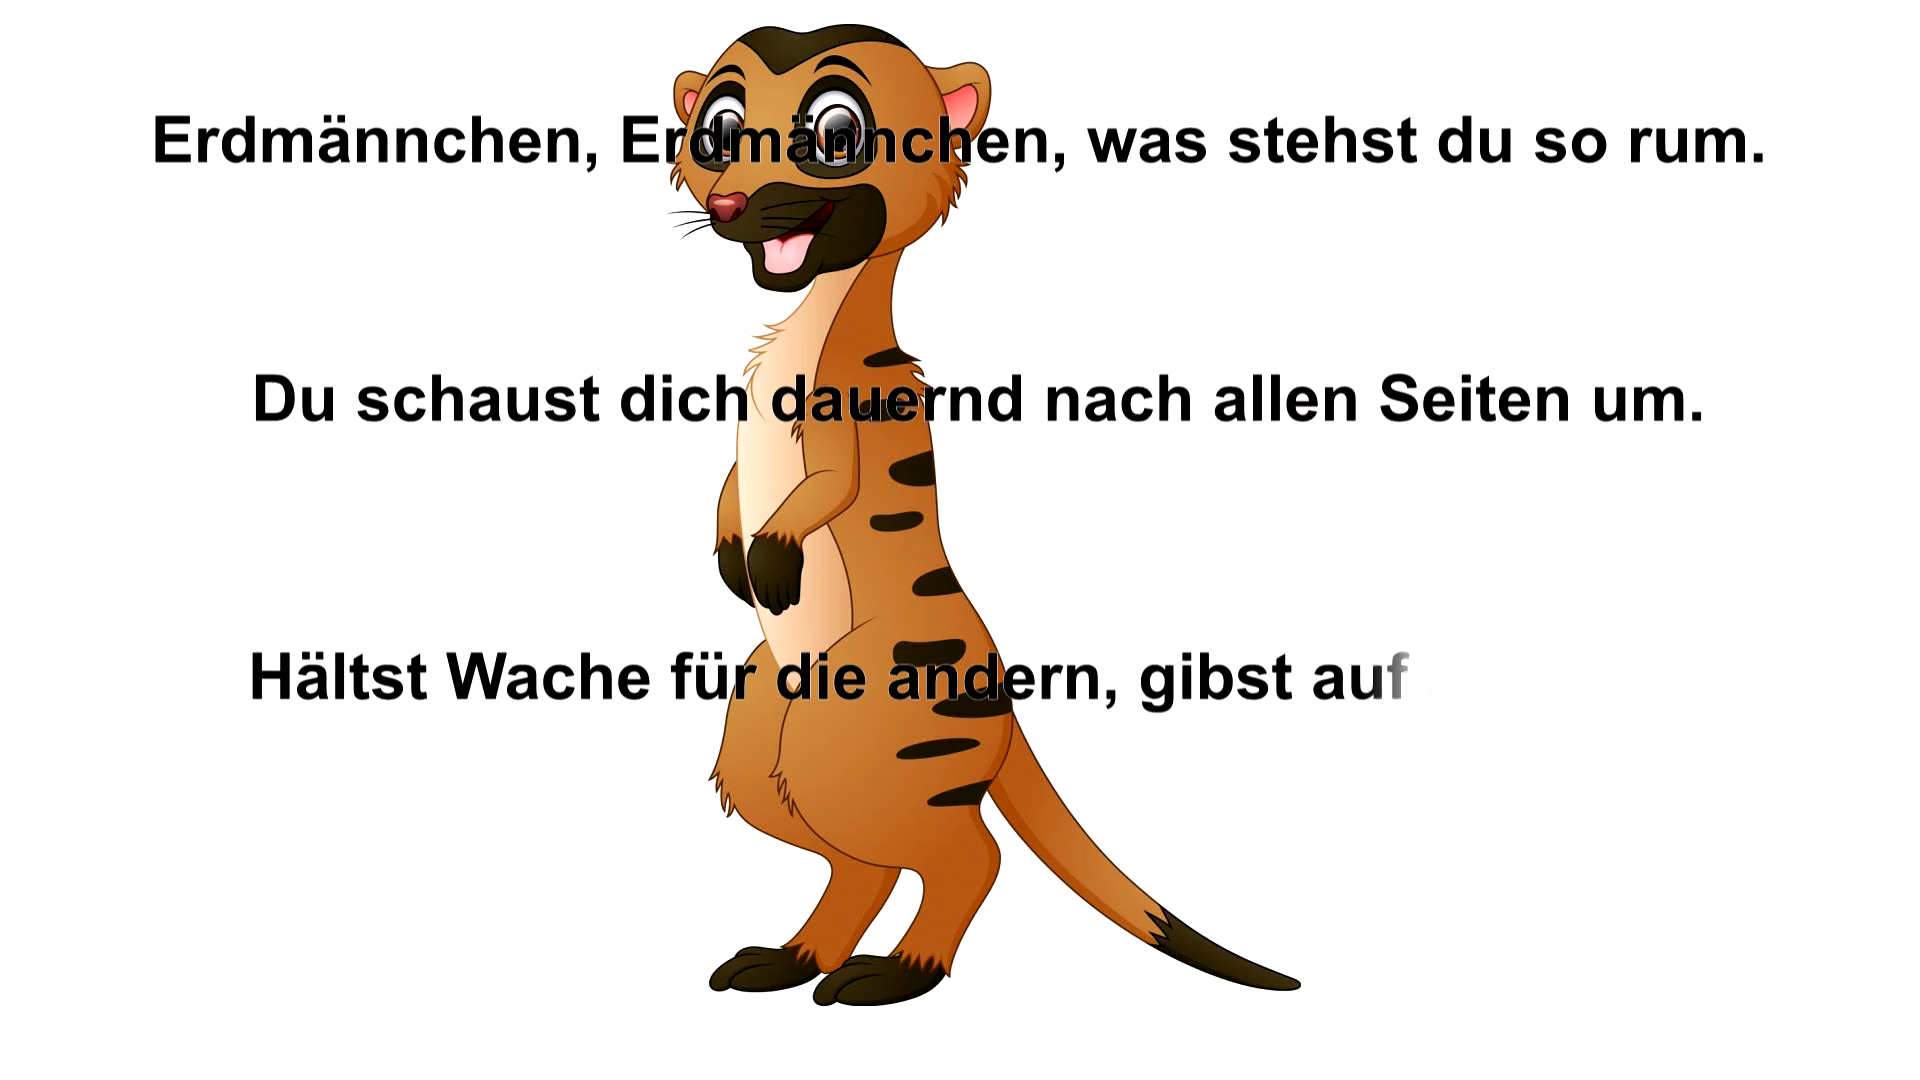 Erdmännchen, Erdmännchen, was stehst du so rum.
Du schaust dich dauernd nach allen Seiten um.
Hältst Wache für die andern, gibst auf